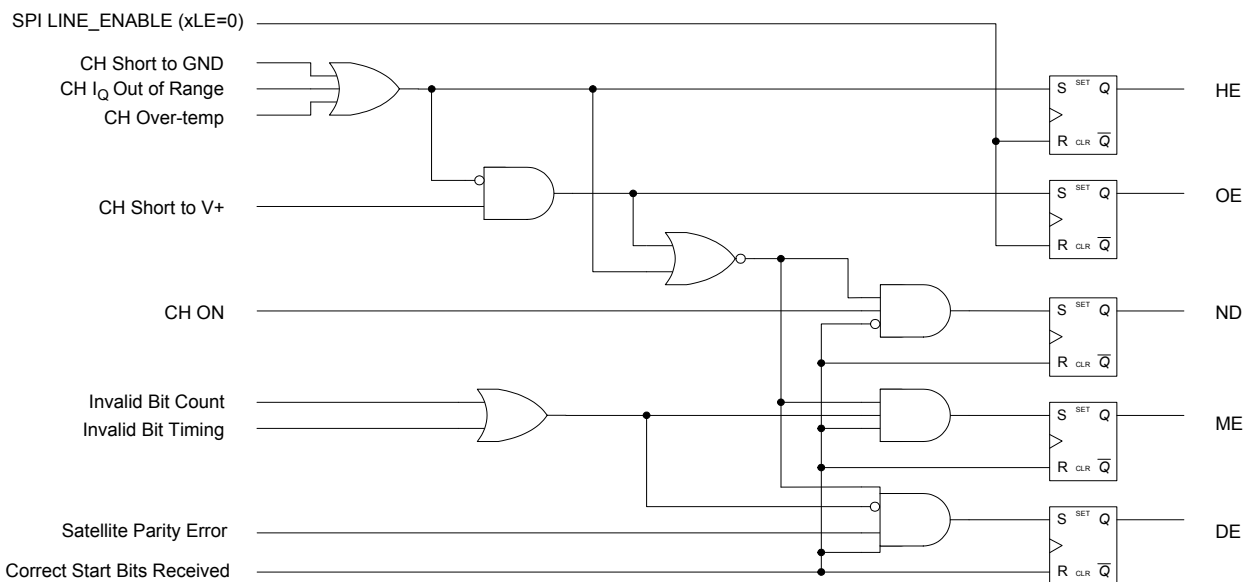 SPI LINE_ENABLE (xLE=0)
CH Short to GND
CH IQ Out of Range
CH Over-temp
S SET Q
HE
R CLR Q
CH Short to V+
S SET Q
OE
R CLR Q
CH ON
S SET Q
ND
R CLR Q
Invalid Bit Count
Invalid Bit Timing
S SET Q
ME
R CLR Q
Satellite Parity Error
S SET Q
DE
Correct Start Bits Received
R CLR Q